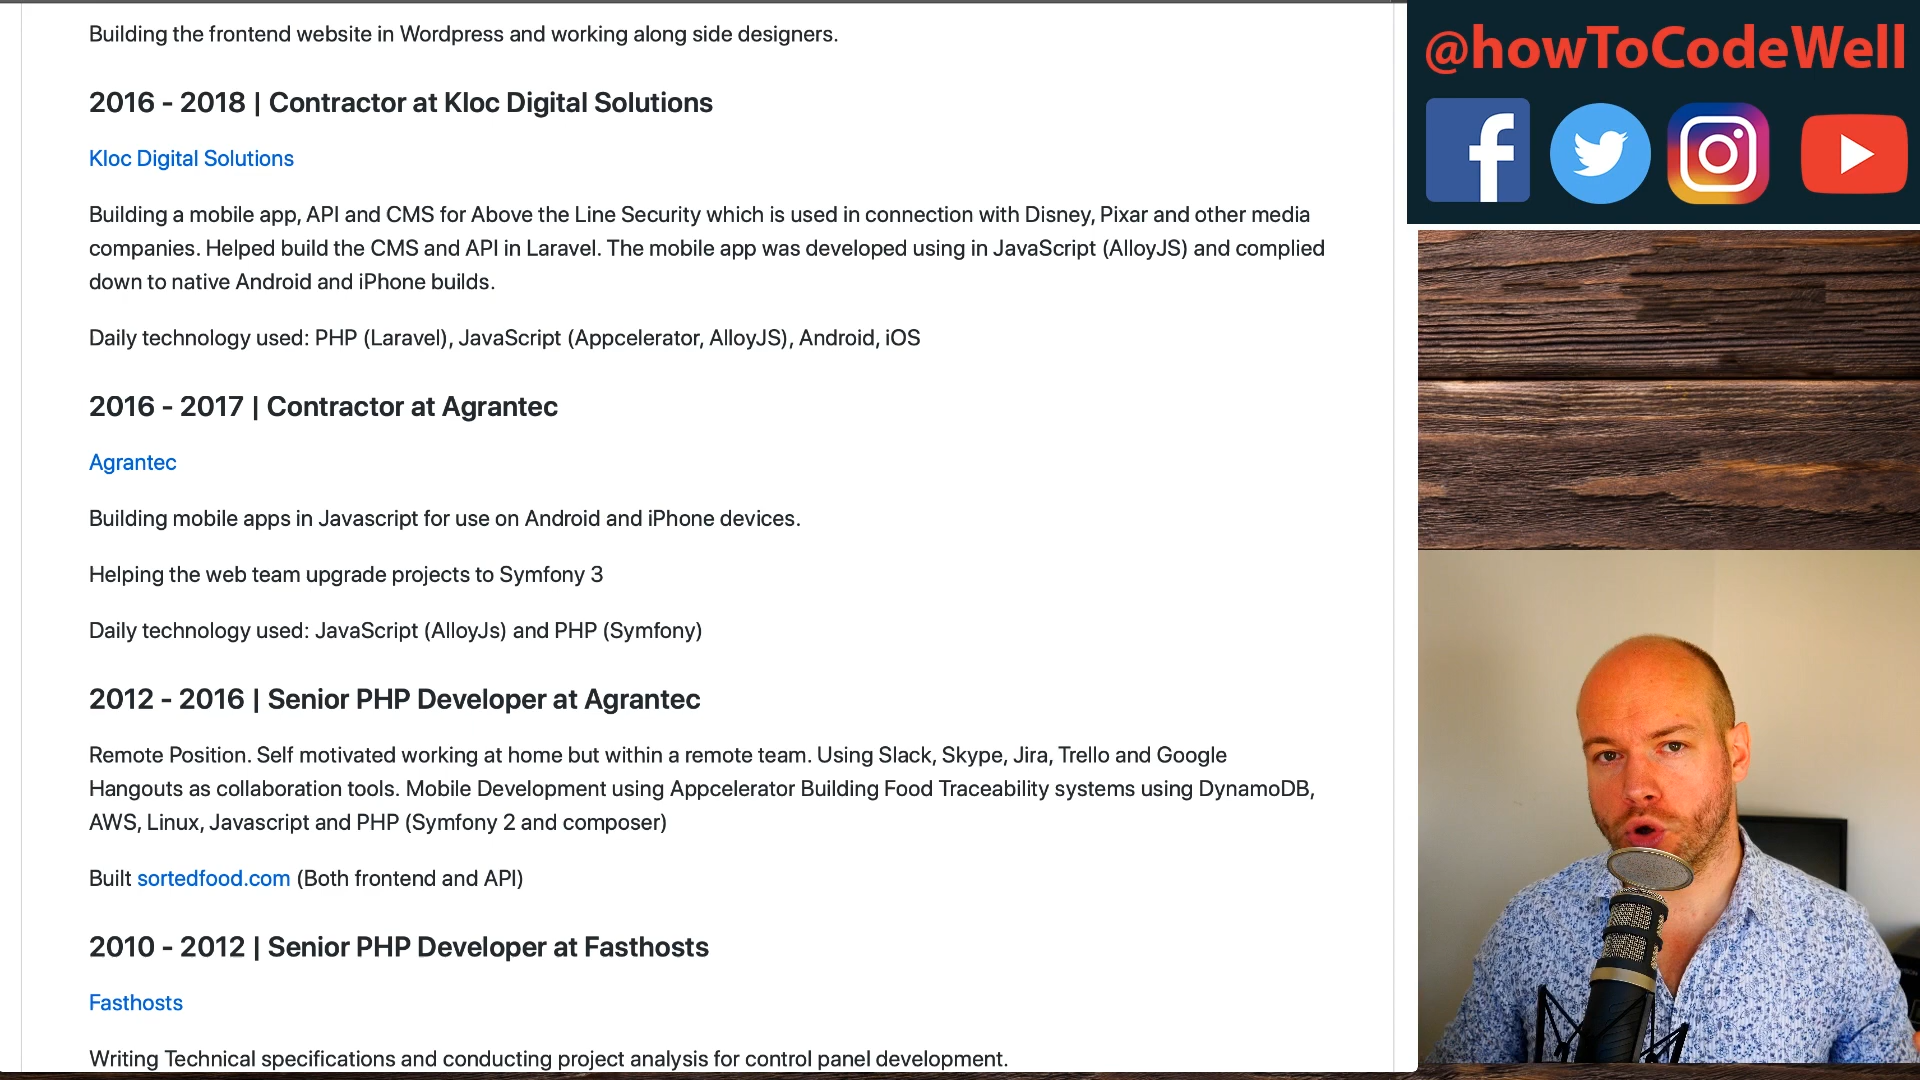 Building the frontend website in Wordpress and working along side designers.
2016 - 2018 | Contractor at Kloc Digital Solutions
Kloc Digital Solutions
Building a mobile app, API and CMS for Above the Line Security which is used in connection with Disney, Pixar and other media
companies. Helped build the CMS and API in Laravel. The mobile app was developed using in JavaScript (AlloyJS) and complied
down to native Android and iPhone builds.
Daily technology used: PHP (Laravel), JavaScript (Appcelerator, AlloyJS), Android, iOS
2016 - 2017 | Contractor at Agrantec
Agrantec
Building mobile apps in Javascript for use on Android and iPhone devices.
Helping the web team upgrade projects to Symfony 3
Daily technology used: JavaScript (AlloyJs) and PHP (Symfony)
2012 - 2016 | Senior PHP Developer at Agrantec
Remote Position. Self motivated working at home but within a remote team. Using Slack, Skype, Jira, Trello and Google
Hangouts as collaboration tools. Mobile Development using Appcelerator Building Food Traceability systems using DynamoDB,
AWS, Linux, Javascript and PHP (Symfony 2 and composer)
Built sortedfood.com (Both frontend and API)
2010 - 2012 | Senior PHP Developer at Fasthosts
Fasthosts
Writing Technical specifications and conducting project analysis for control panel development.
@howToCodeWell